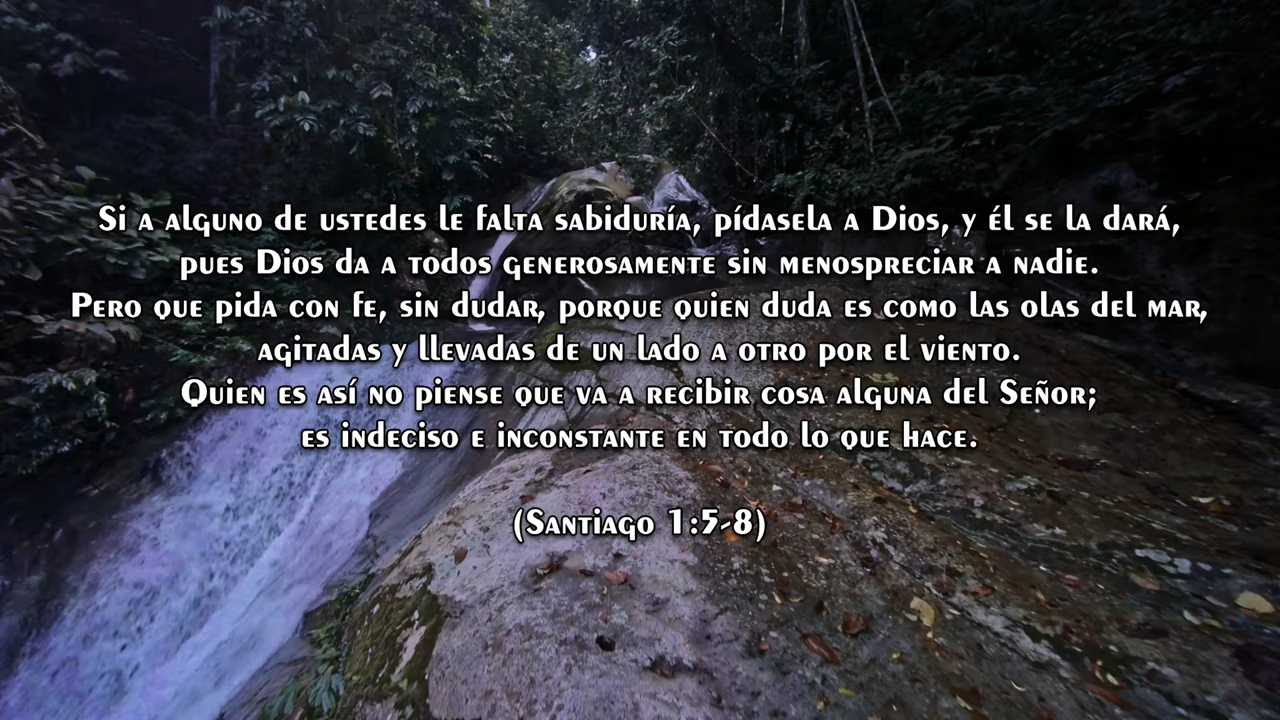 Si a alguno de ustedes le falta sabiduría, pídasela a Dios, y él se la dará,
pues Dios da a todos generosamente sin menospreciar a nadie.
Pero que pida con fe, sin dudar, porque quien duda es como las olas del mar,
agitadas y llevadas de un lado a otro por el viento.
Quien es así no piense que va a recibir cosa alguna del Señor;
es indeciso e inconstante en todo lo que hace.
(Santiago 1:5-8)